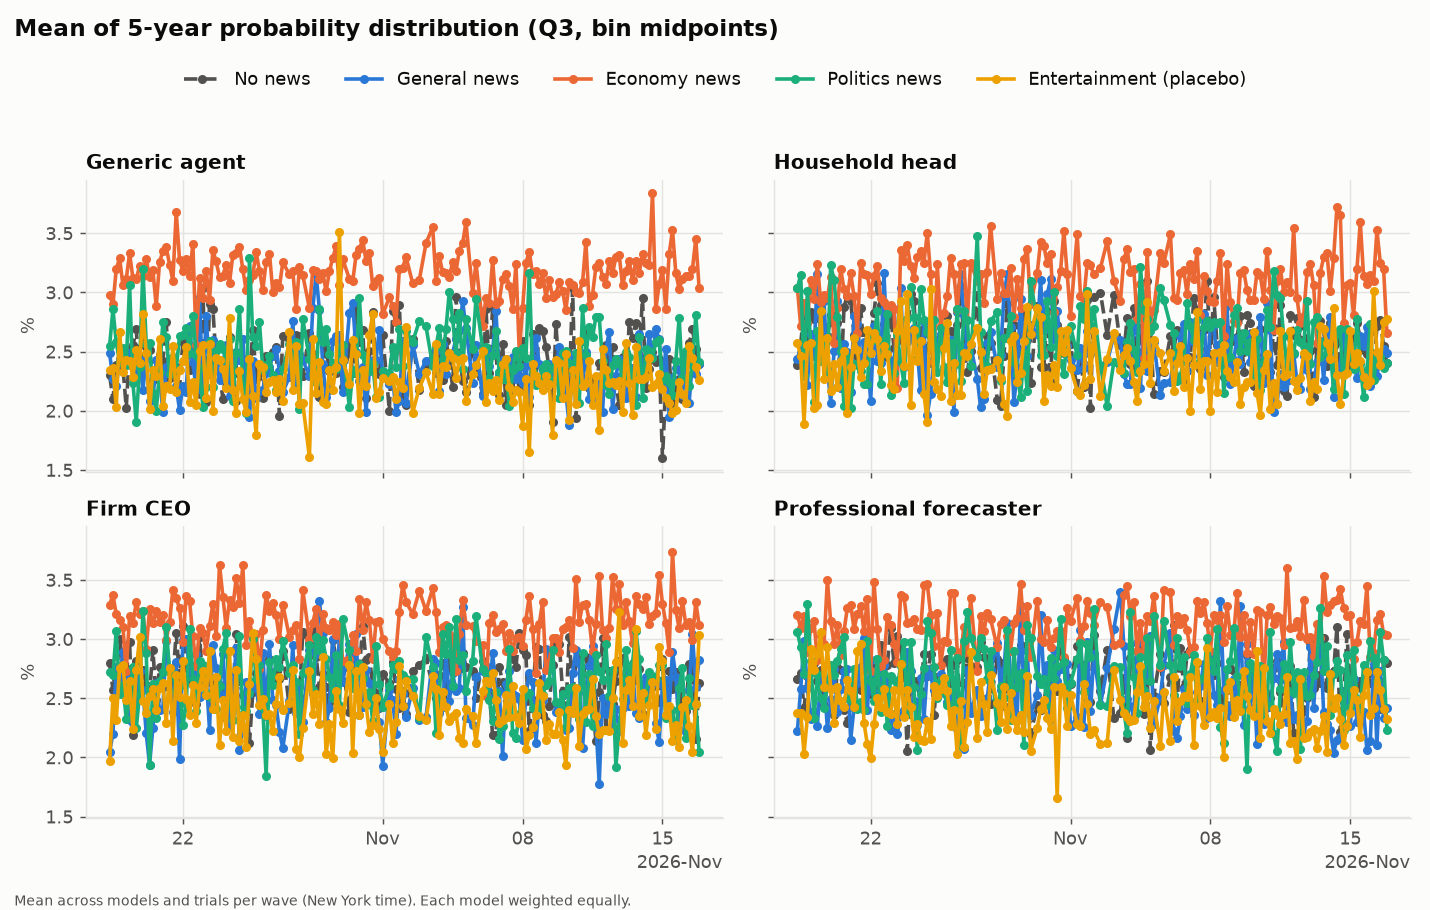 Mean of 5-year probability distribution (Q3, bin midpoints)
No news General news Economy news Politics news Entertainment (placebo)
Generic agent Household head
3.5
3.0
%
2.5
2.0
1.5
%
Firm CEO Professional forecaster
3.5
3.0
%
2.5
2.0
1.5
%
22 Nov 08 15 22 Nov 08 15
2026-Nov 2026-Nov
Mean across models and trials per wave (New York time). Each model weighted equally.